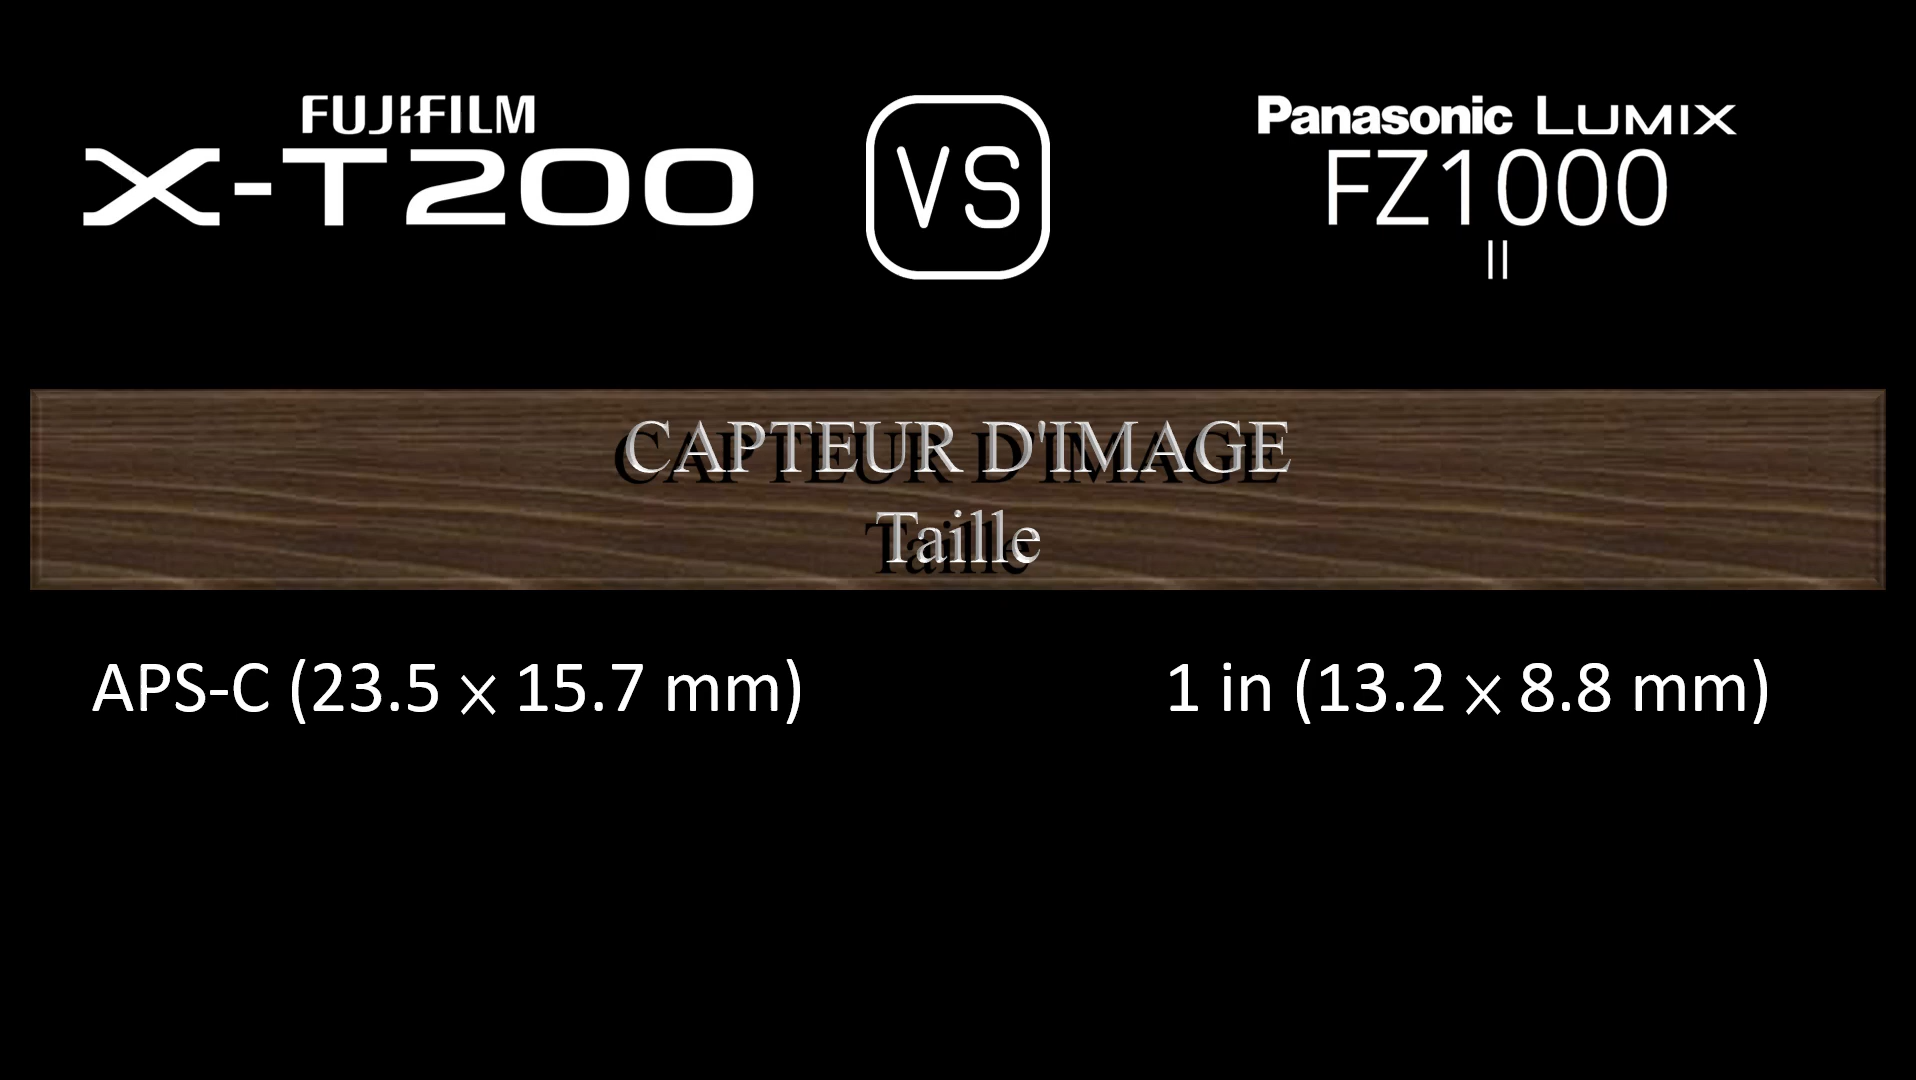 FUJIFILM
X-T200
VS
Panasonic LUMIX
FZ1000
II
CAPTEUR D'IMAGE
Taille
APS-C (23.5 x 15.7 mm)
1 in (13.2 x 8.8 mm)